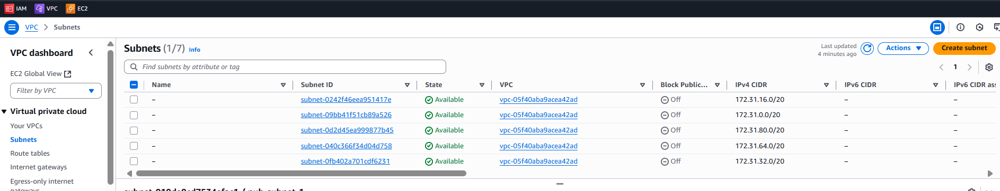 IAM VPC EC2
VPC > Subnets
VPC dashboard
EC2 Global View
Filter by VPC
Virtual private cloud
Your VPCs
Subnets
Route tables
Internet gateways
Egress-only internet
Subnets (1/7) Info
Last updated
4 minutes ago
Actions
Create subnet
Find subnets by attribute or tag
1
Name Subnet ID State VPC Block Public... IPv4 CIDR IPv6 CIDR IPv6 CIDR ass
– subnet-0242f46eea951417e Available vpc-05f40aba9acea42ad Off 172.31.16.0/20 – –
– subnet-09bb41f51cb89a526 Available vpc-05f40aba9acea42ad Off 172.31.0.0/20 – –
– subnet-0d2d45ea999877b45 Available vpc-05f40aba9acea42ad Off 172.31.80.0/20 – –
– subnet-040c366f34d04d758 Available vpc-05f40aba9acea42ad Off 172.31.64.0/20 – –
– subnet-0fb402a701cdf6231 Available vpc-05f40aba9acea42ad Off 172.31.32.0/20 – –